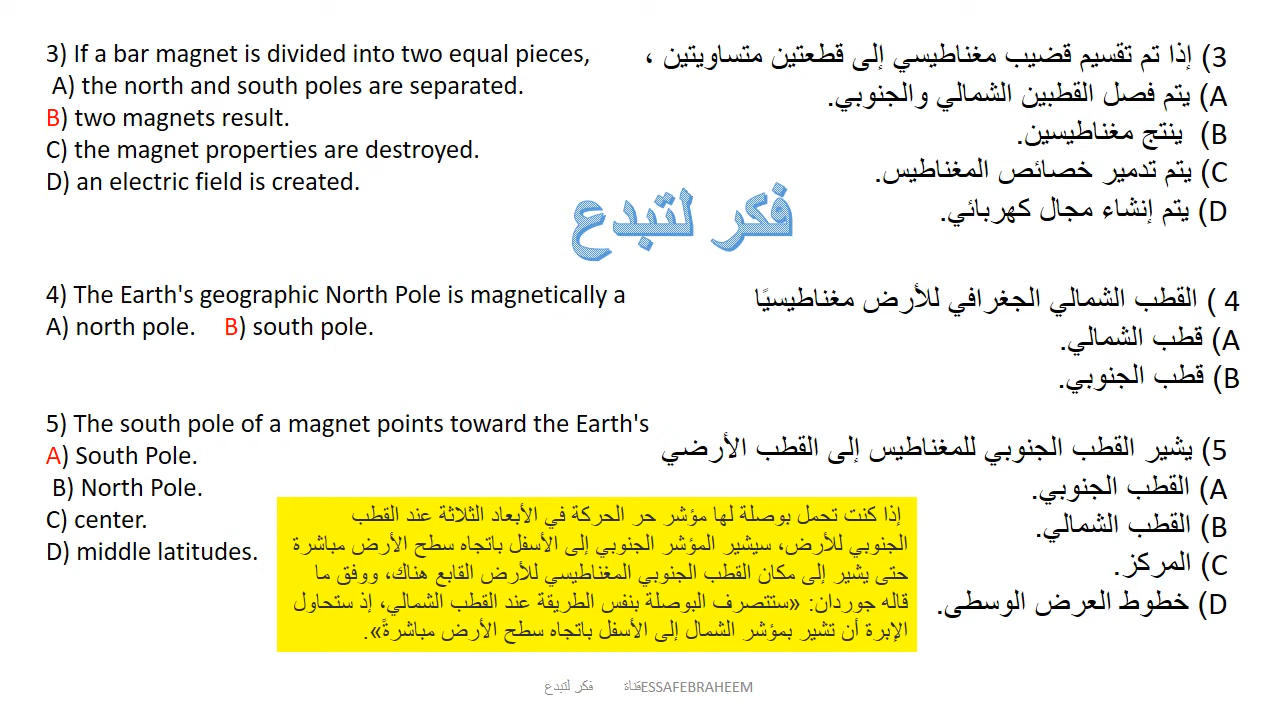 3) If a bar magnet is divided into two equal pieces,
A) the north and south poles are separated.
B) two magnets result.
C) the magnet properties are destroyed.
D) an electric field is created.
3) إذا تم تقسيم قضيب مغناطيسي إلى قطعتين متساويتين ،
A) يتم فصل القطبين الشمالي والجنوبي.
B) ينتج مغناطيسين.
C) يتم تدمير خصائص المغناطيس.
D) يتم إنشاء مجال كهربائي.
فكر لتبدع
4) The Earth's geographic North Pole is magnetically a
A) north pole. B) south pole.
4 ) القطب الشمالي الجغرافي للأرض مغناطيسيًا
A) قطب الشمالي.
B) قطب الجنوبي.
5) The south pole of a magnet points toward the Earth's
A) South Pole.
B) North Pole.
C) center.
D) middle latitudes.
5) يشير القطب الجنوبي للمغناطيس إلى القطب الأرضي
A) القطب الجنوبي.
B) القطب الشمالي.
C) المركز.
D) خطوط العرض الوسطى.
إذا كنت تحمل بوصلة لها مؤشر حر الحركة في الأبعاد الثلاثة عند القطب
الجنوبي للأرض، سيشير المؤشر الجنوبي إلى الأسفل باتجاه سطح الأرض مباشرة
حتى يشير إلى مكان القطب الجنوبي المغناطيسي للأرض القابع هناك، ووفق ما
قاله جوردان: «ستتصرف البوصلة بنفس الطريقة عند القطب الشمالي، إذ ستحاول
الإبرة أن تشير بمؤشر الشمال إلى الأسفل باتجاه سطح الأرض مباشرةً».
فكر لتبدع قناة ESSAFEBRAHEEM